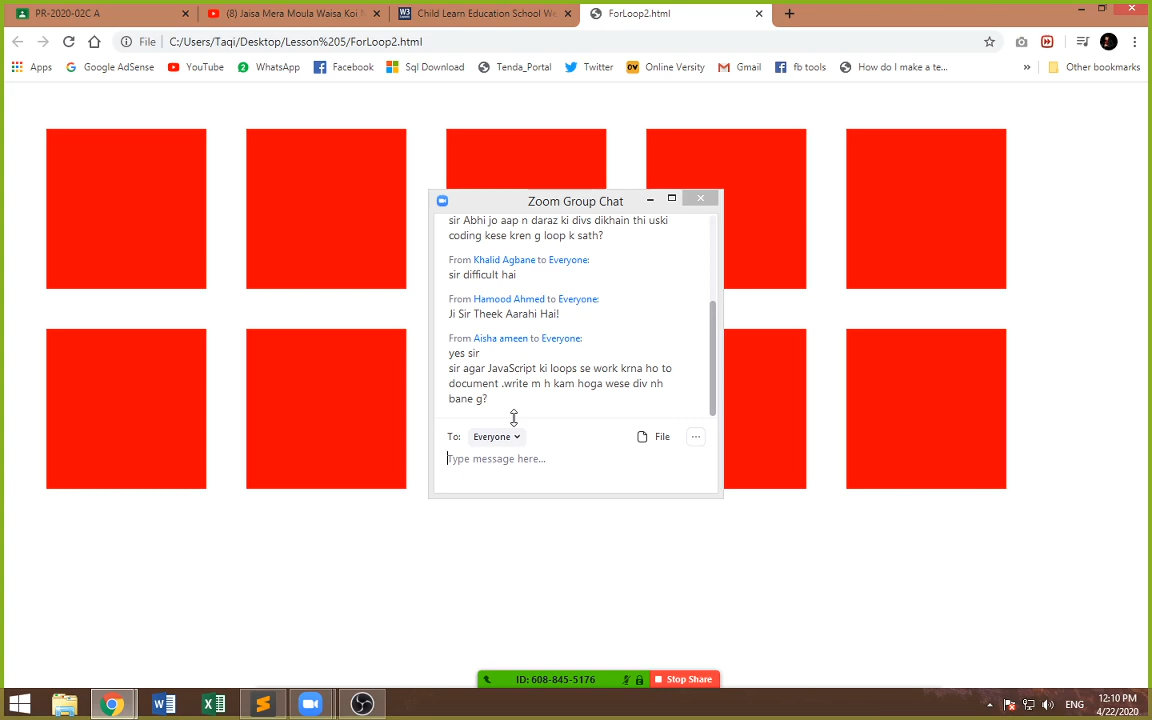 PR-2020-02C A
(8) Jaisa Mera Moula Waisa Koi
Child Learn Education School We
ForLoop2.html
File
C:/Users/Taqi/Desktop/Lesson%205/ForLoop2.html
Apps
Google AdSense
YouTube
2
WhatsApp
Facebook
Sql Download
Tenda_Portal
Twitter
OV
Online Versity
Gmail
fb tools
How do I make a te...
»
Other bookmarks
Zoom Group Chat
sir Abhi jo aap n daraz ki divs dikhain thi uski
coding kese kren g loop k sath?
From Khalid Agbane to Everyone:
sir difficult hai
From Hamood Ahmed to Everyone:
Ji Sir Theek Aarahi Hai!
From Aisha ameen to Everyone:
yes sir
sir agar JavaScript ki loops se work krna ho to
document .write m h kam hoga wese div nh
bane g?
To: Everyone
File
...
Type message here...
ID: 608-845-5176
Stop Share
ENG
12:10 PM
4/22/2020